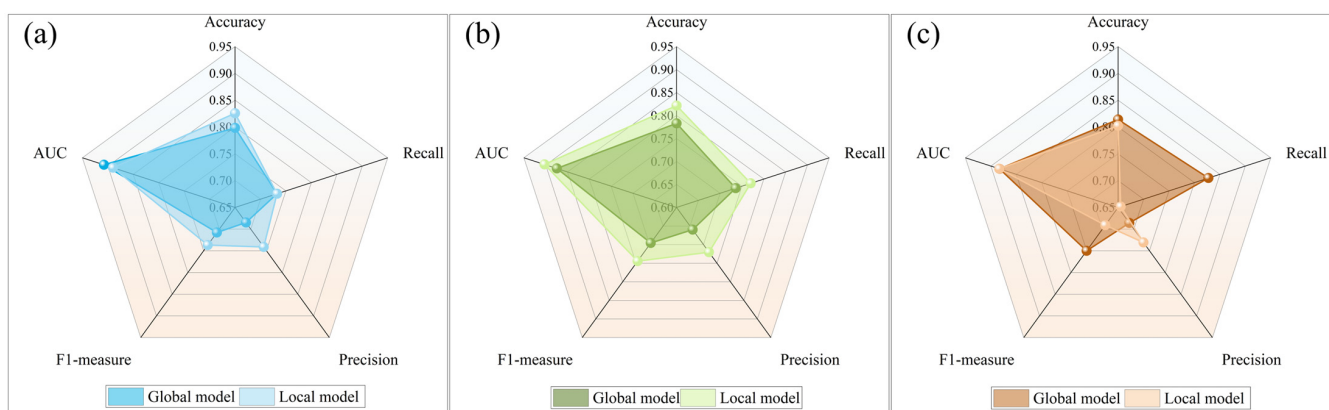 (a)
Accuracy
0.95
0.90
0.85
0.80
0.75
0.70
0.65
AUC
Recall
F1-measure
Precision
Global model
Local model
(b)
Accuracy
0.95
0.90
0.85
0.80
0.75
0.70
0.65
0.60
AUC
Recall
F1-measure
Precision
Global model
Local model
(c)
Accuracy
0.95
0.90
0.85
0.80
0.75
0.70
0.65
AUC
Recall
F1-measure
Precision
Global model
Local model